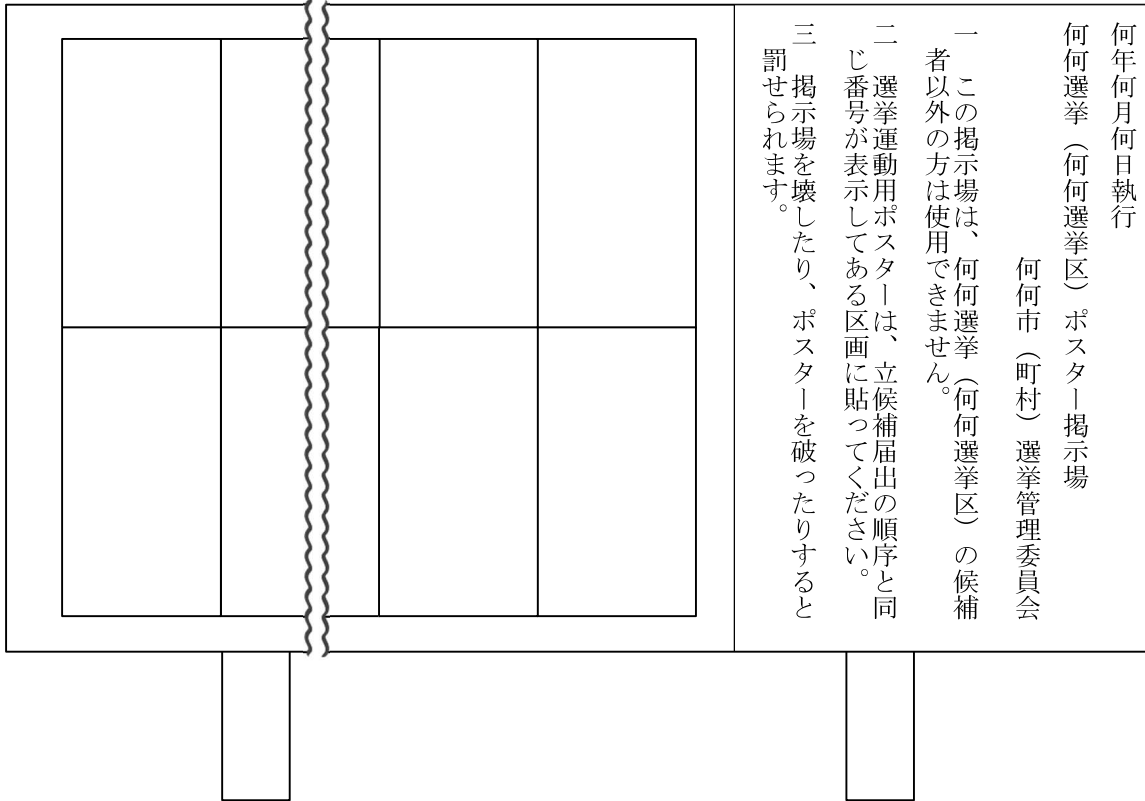 何年何月何日執行
何何選挙（何何選挙区）ポスター掲示場
何何市（町村）選挙管理委員会
一　この掲示場は、何何選挙（何何選挙区）の候補
者以外の方は使用できません。
二　選挙運動用ポスターは、立候補届出の順序と同
じ番号が表示してある区画に貼ってください。
三　掲示場を壊したり、ポスターを破ったりすると
罰せられます。